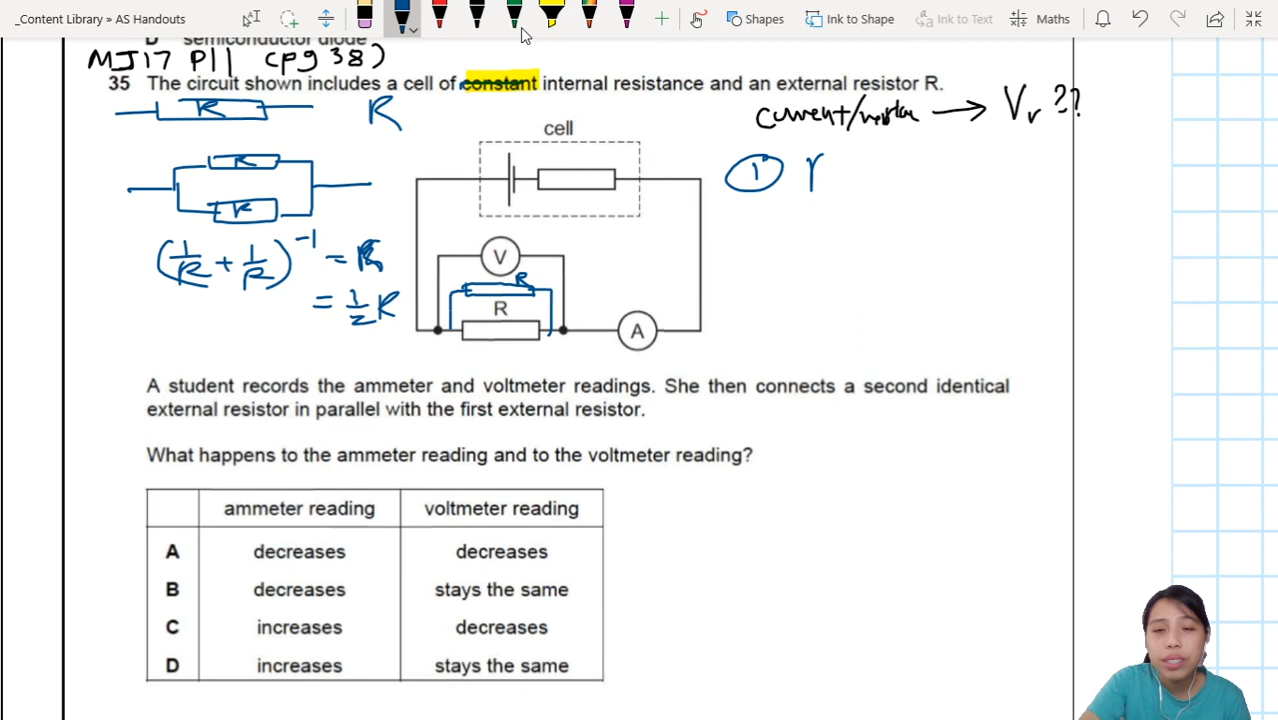 _Content Library » AS Handouts
Shapes
Ink to Shape
Ink to Text
Maths
D semiconductor diode
MJ17 P11 (pg 38)
35 The circuit shown includes a cell of constant internal resistance and an external resistor R.
R R
current/ → Vr ??
cell
① r
R
R
V
R
R
A
(1/R + 1/R)⁻¹ = R
= 1/2 R
A student records the ammeter and voltmeter readings. She then connects a second identical
external resistor in parallel with the first external resistor.
What happens to the ammeter reading and to the voltmeter reading?
ammeter reading voltmeter reading
A decreases decreases
B decreases stays the same
C increases decreases
D increases stays the same